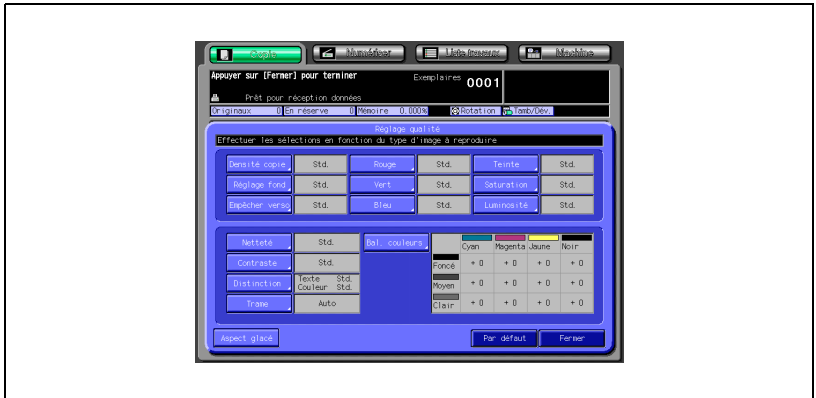 Copie Numériser Liste travaux Machine
Appuyer sur [Fermer] pour terminer
Exemplaires 0001
Prêt pour réception données
Originaux 0 En réserve 0 Mémoire 0.000% Rotation Tamb/Dév.
Réglage qualité
Effectuer les sélections en fonction du type d'image à reproduire
Densité copie Std. Rouge Std. Teinte Std.
Réglage fond Std. Vert Std. Saturation Std.
Empêcher verso Std. Bleu Std. Luminosité Std.
Netteté Std. Bal. couleurs Cyan Magenta Jaune Noir
Contraste Std. Foncé + 0 + 0 + 0 + 0
Distinction Texte Std. Couleur Std. Moyen + 0 + 0 + 0 + 0
Trame Auto Clair + 0 + 0 + 0 + 0
Aspect glacé Par défaut Fermer